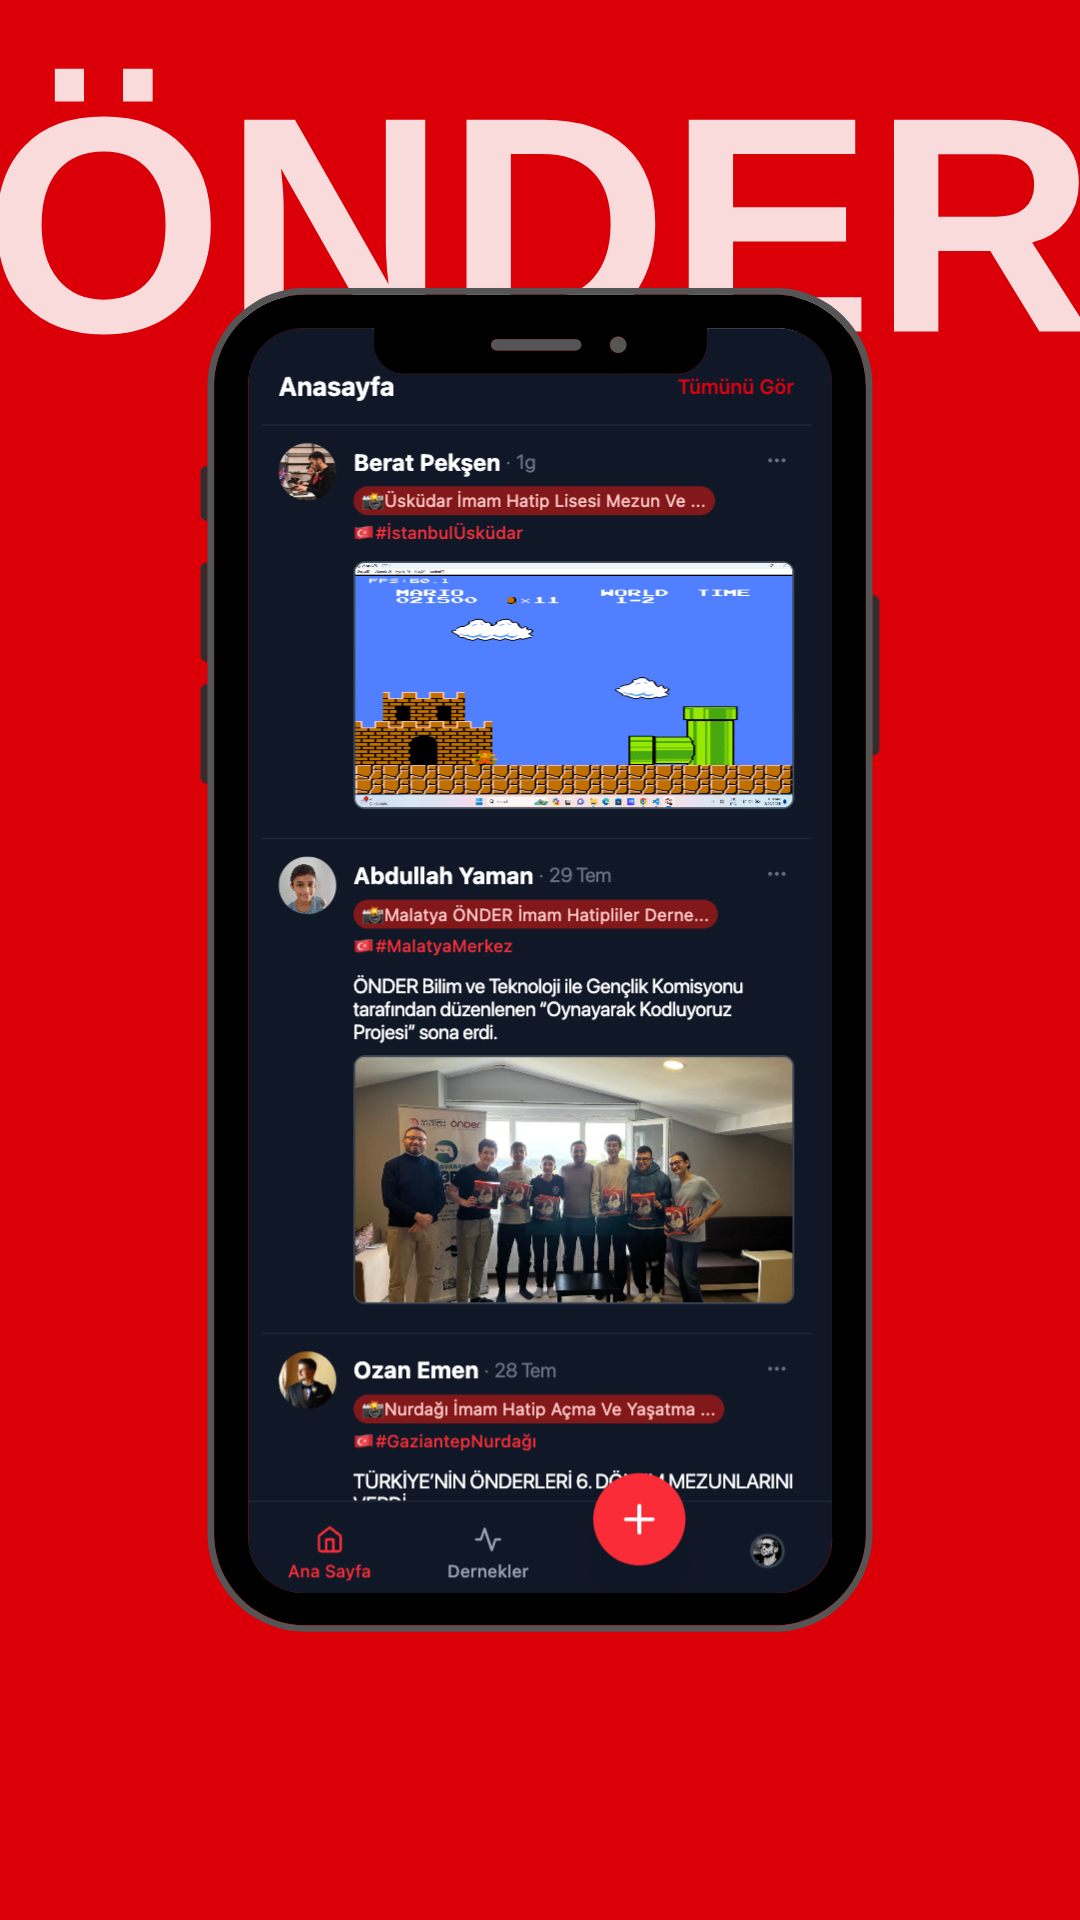 ÖNDER
Anasayfa
Tümünü Gör
Berat Pekşen · 1g
Üsküdar İmam Hatip Lisesi Mezun Ve ...
#İstanbulÜsküdar
FPS:60.1
MARIO WORLD TIME
021500 ×11 1-2
Abdullah Yaman · 29 Tem
Malatya ÖNDER İmam Hatipliler Derne...
#MalatyaMerkez
ÖNDER Bilim ve Teknoloji ile Gençlik Komisyonu
tarafından düzenlenen “Oynayarak Kodluyoruz
Projesi” sona erdi.
önder
Ozan Emen · 28 Tem
Nurdağı İmam Hatip Açma Ve Yaşatma ...
#GaziantepNurdağı
TÜRKİYE’NİN ÖNDERLERİ 6. DÖNEM MEZUNLARINI
VERDİ
Ana Sayfa
Dernekler